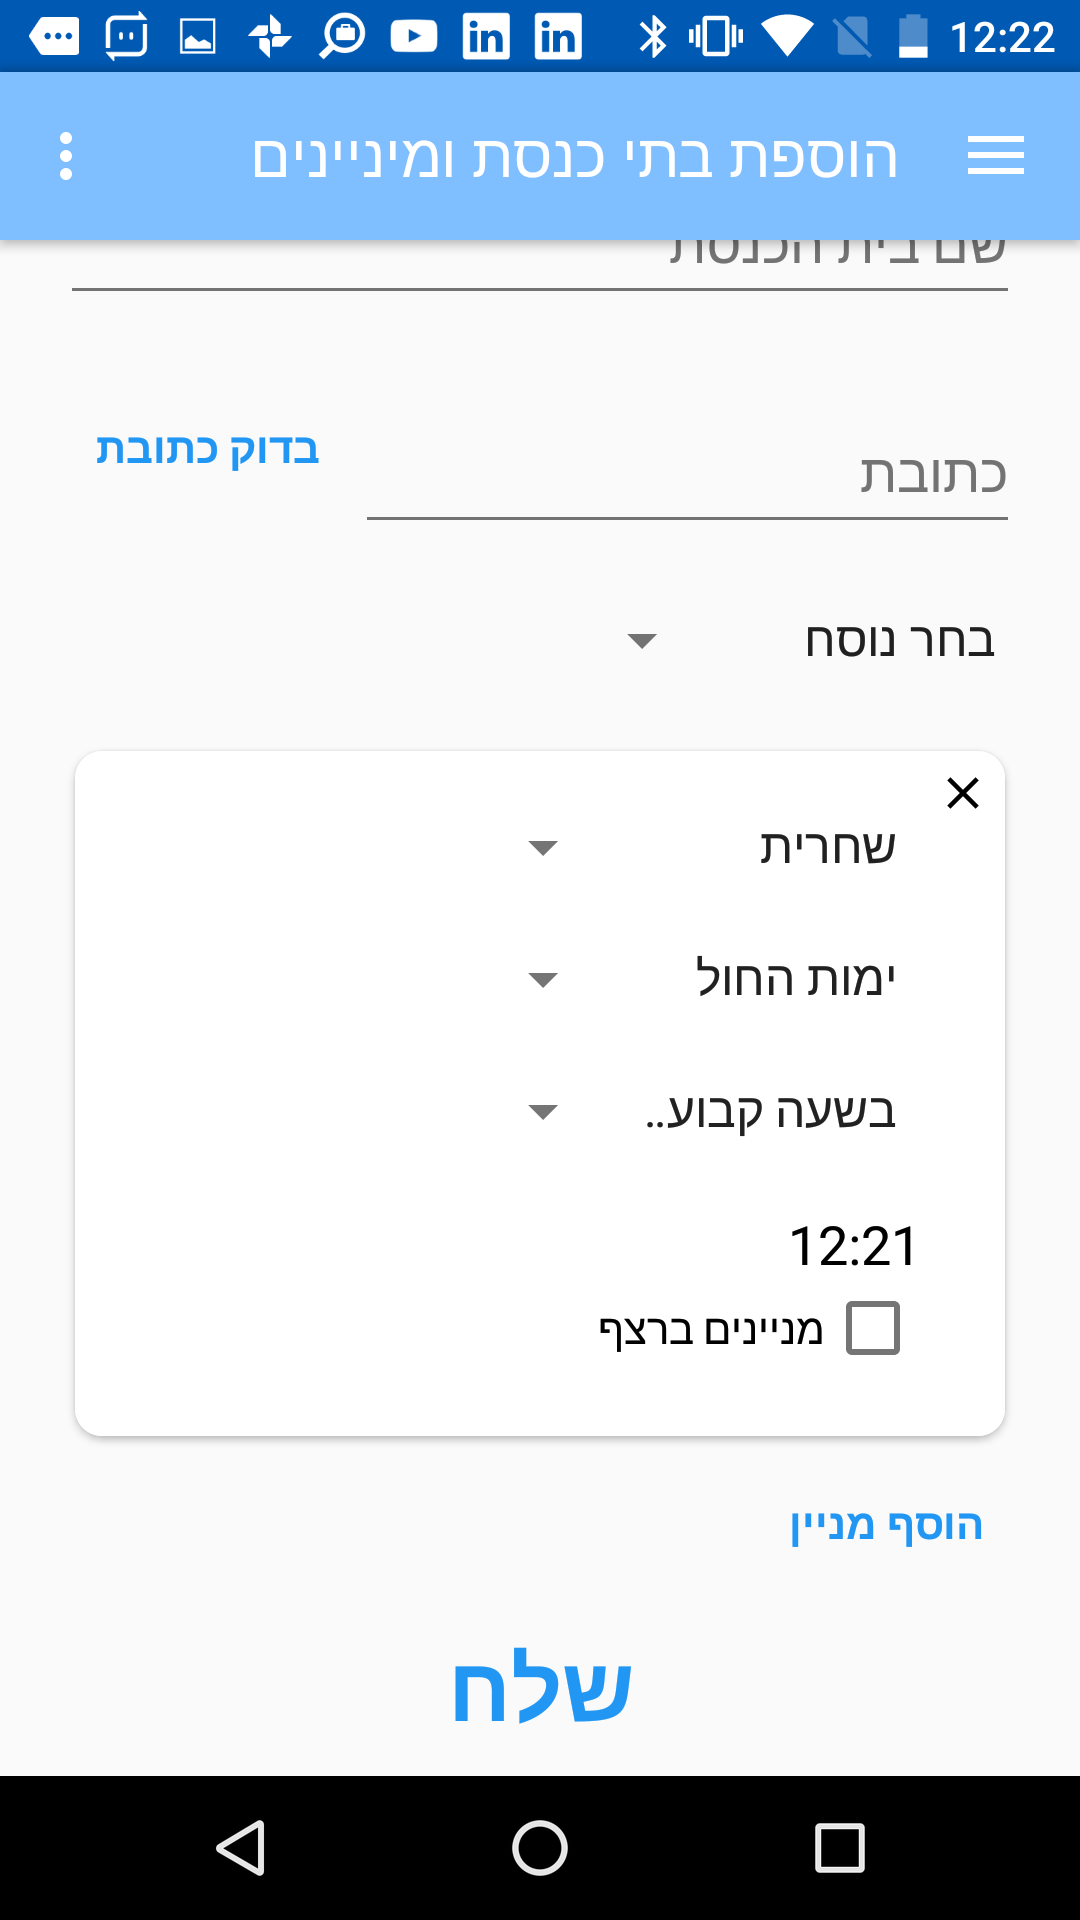 12:22
הוספת בתי כנסת ומיניינים
שם בית הכנסת
בדוק כתובת
כתובת
בחר נוסח
שחרית
ימות החול
בשעה קבוע..
12:21
מניינים ברצף
הוסף מניין
שלח